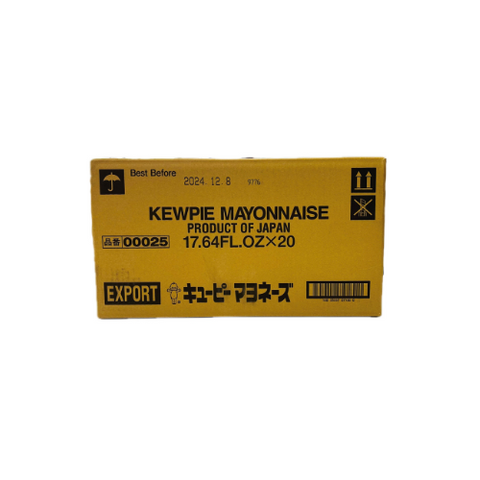 Best Before
2024.12.8 9776
KEWPIE MAYONNAISE
PRODUCT OF JAPAN
品番 00025 17.64FL.OZ×20
EXPORT キユーピー マヨネーズ